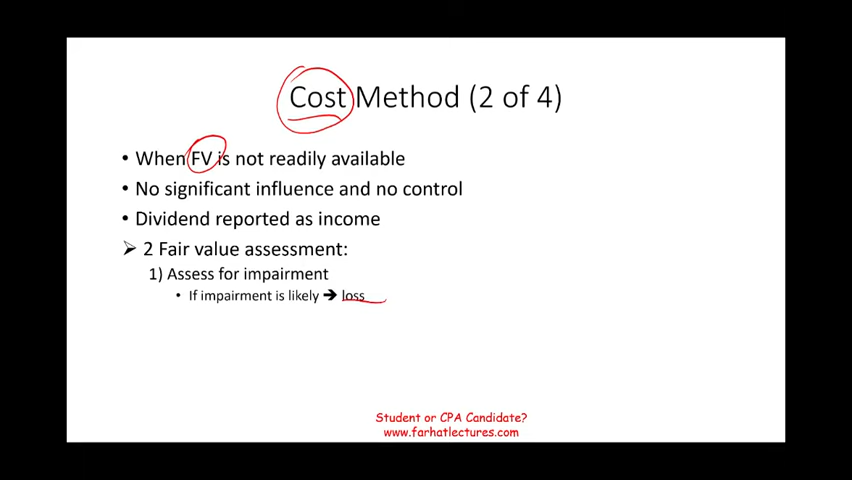 Cost Method (2 of 4)
• When FV is not readily available
• No significant influence and no control
• Dividend reported as income
➢ 2 Fair value assessment:
1) Assess for impairment
• If impairment is likely ➔ loss
Student or CPA Candidate?
www.farhatlectures.com